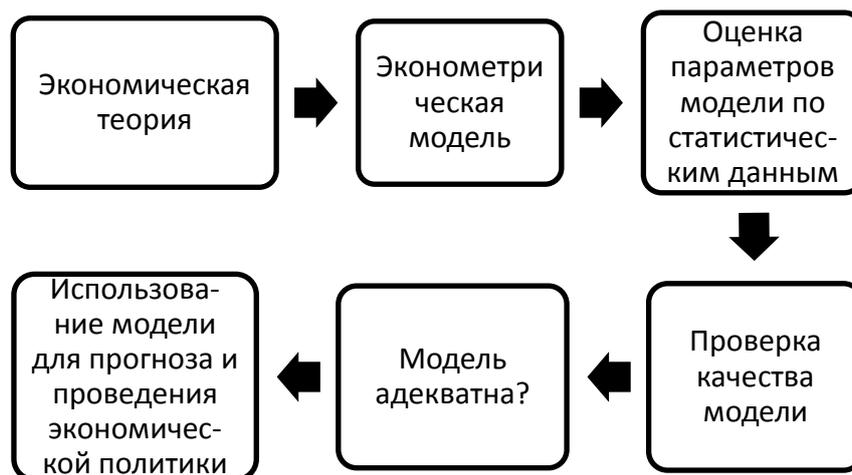 Экономическая
теория
Эконометри
ческая
модель
Оценка
параметров
модели по
статистичес-
ким данным
Проверка
качества
модели
Модель
адекватна?
Использова-
ние модели
для прогноза и
проведения
экономичес-
кой политики